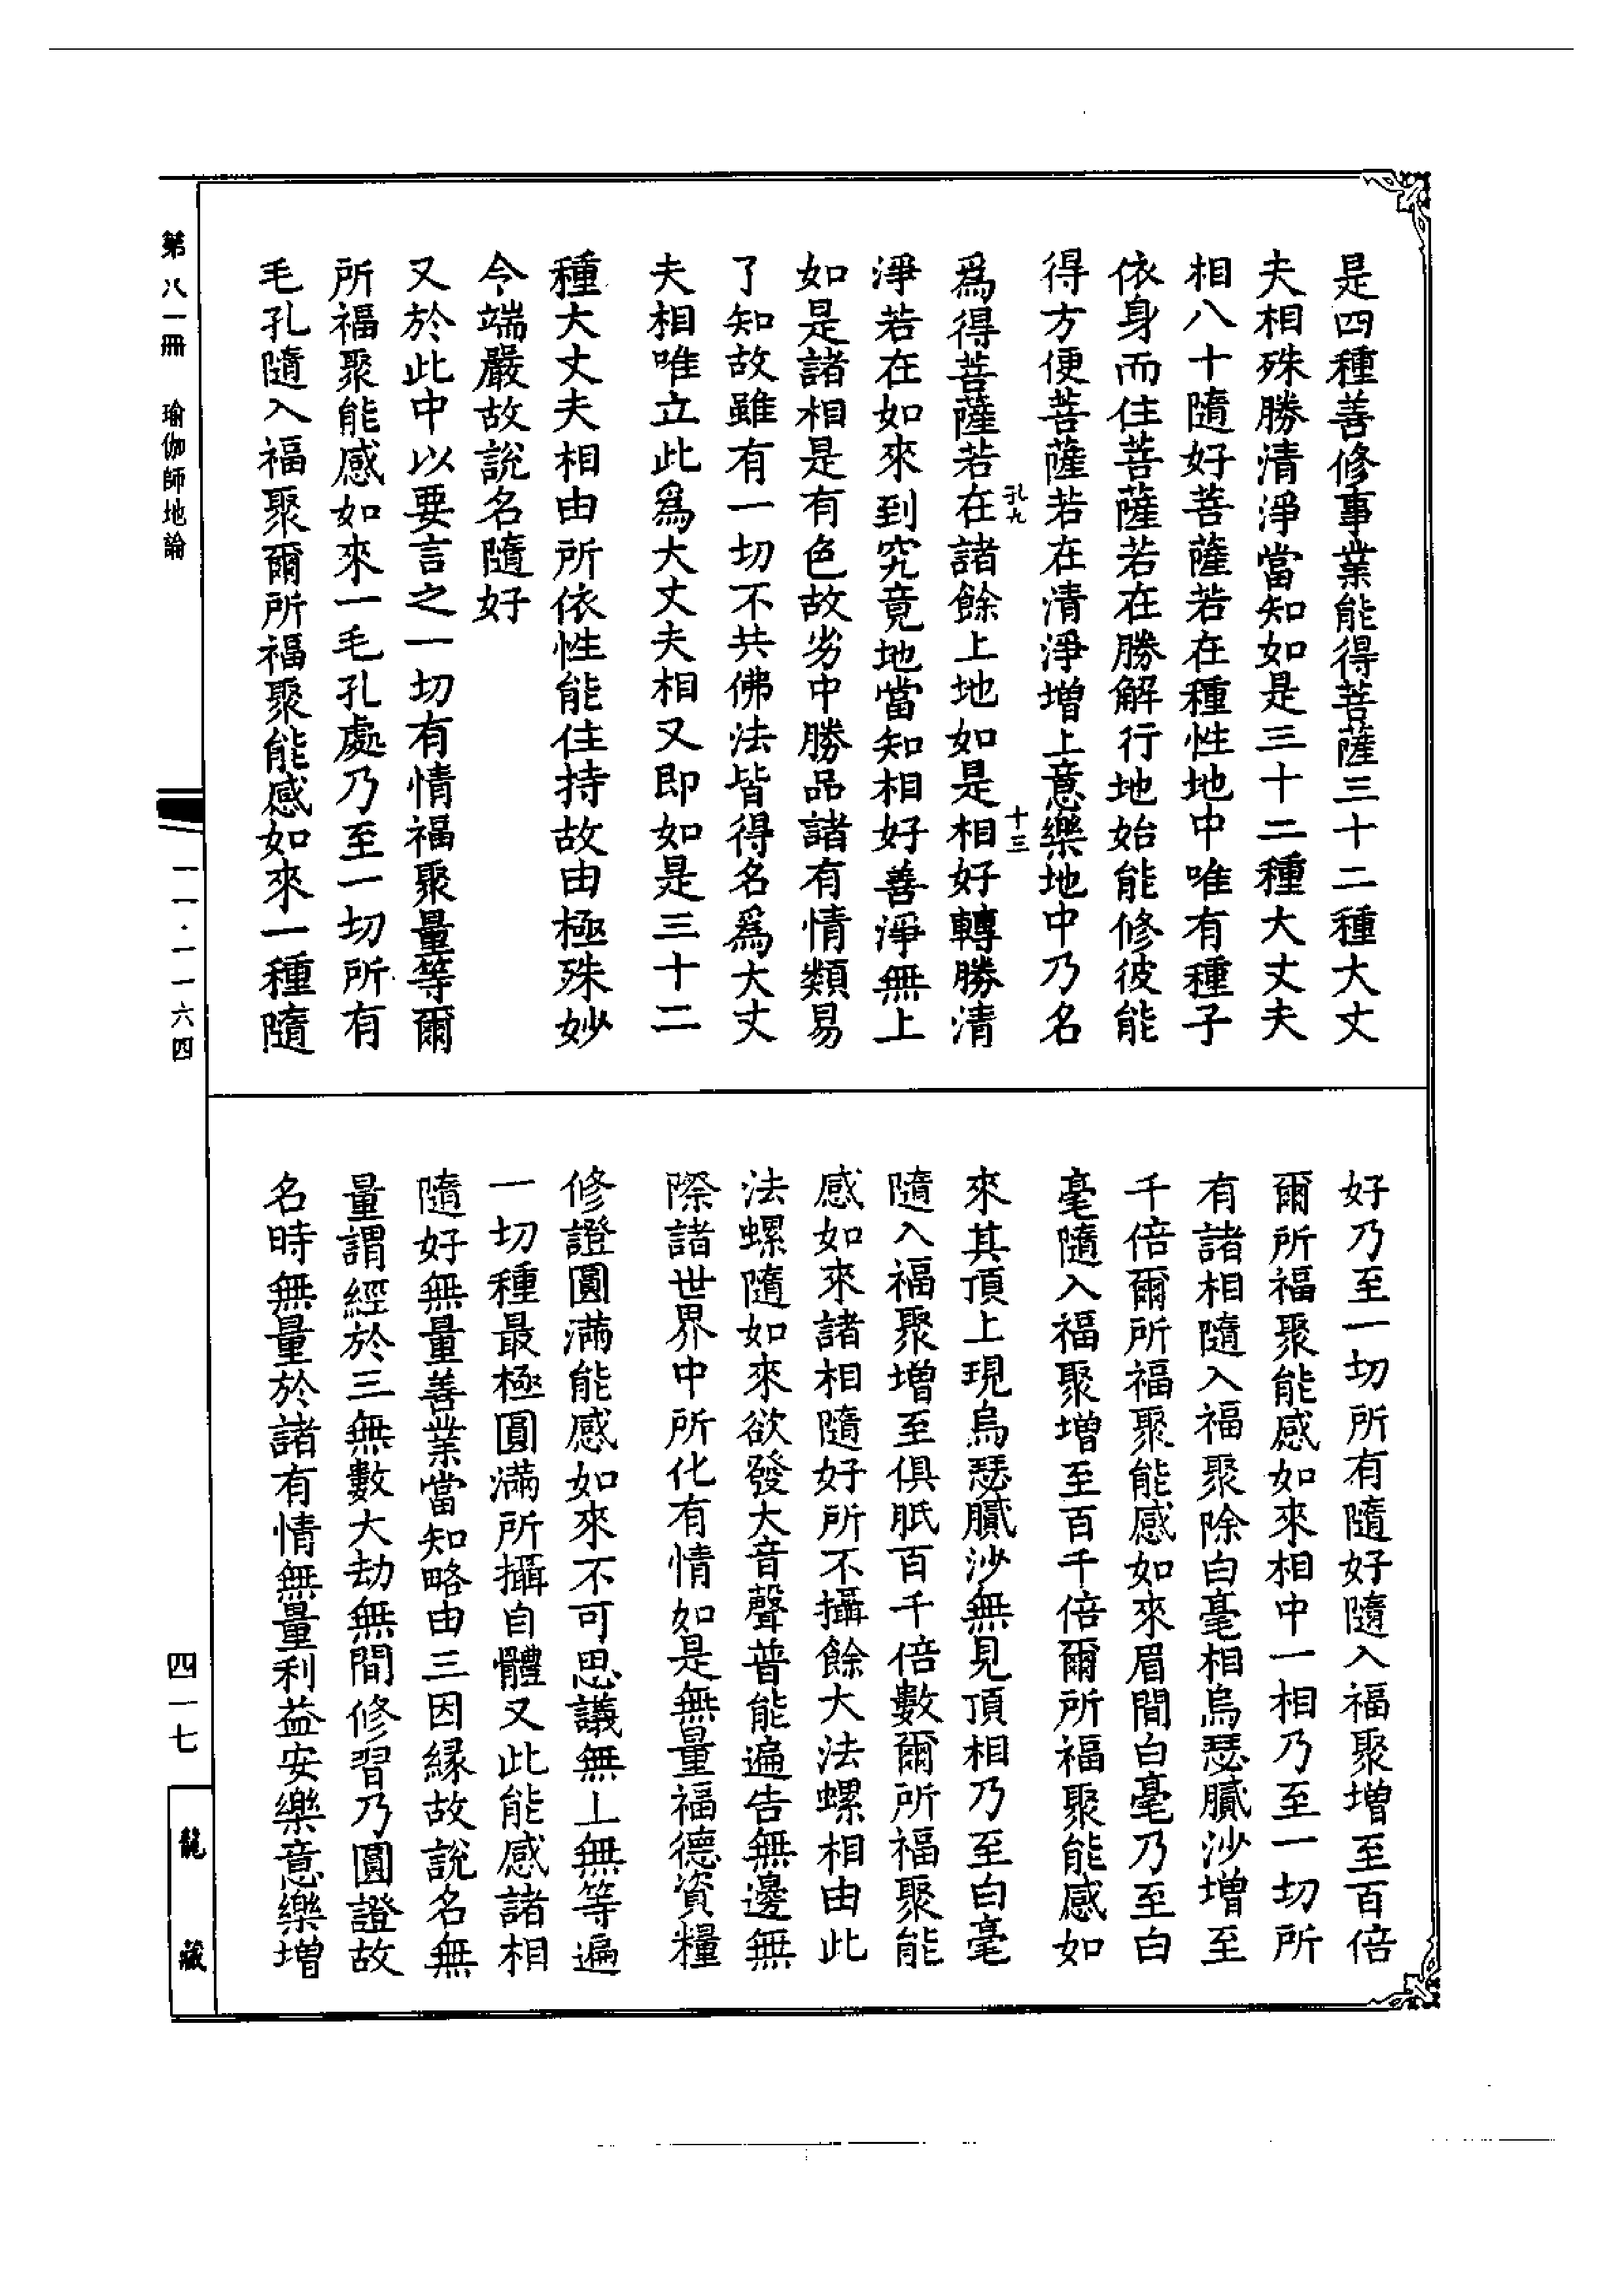 是四種善修事業能得菩薩三十二種大丈
夫相殊勝清淨當知如是三十二種大丈夫
相八十隨好菩薩若在種性地中唯有種子
依身而住菩薩若在勝解行地始能修彼能
得方便菩薩若在清淨增上意樂地中乃名
孔九
十三
爲得菩薩若在諸餘上地如是相好轉勝清
淨若在如來到究竟地當知相好善淨無上
如是諸相是有色故劣中勝品諸有情類易
了知故雖有一切不共佛法皆得名爲大丈
夫相唯立此爲大丈夫相又即如是三十二
種大丈夫相由所依性能住持故由極殊妙
令端嚴故說名隨好
又於此中以要言之一切有情福聚量等爾
所福聚能感如來一毛孔處乃至一切所有
毛孔隨入福聚爾所福聚能感如來一種隨
好乃至一切所有隨好隨入福聚增至百倍
爾所福聚能感如來相中一相乃至一切所
有諸相隨入福聚除白毫相烏瑟膩沙增至
千倍爾所福聚能感如來眉間白毫乃至白
毫隨入福聚增至百千倍爾所福聚能感如
來其頂上現烏瑟膩沙無見頂相乃至白毫
隨入福聚增至俱胝百千倍數爾所福聚能
感如來諸相隨好所不攝餘大法螺相由此
法螺隨如來欲發大音聲普能遍告無邊無
際諸世界中所化有情如是無量福德資糧
修證圓滿能感如來不可思議無上無等遍
一切種最極圓滿所攝自體又此能感諸相
隨好無量善業當知略由三因緣故說名無
量謂經於三無數大劫無間修習乃圓證故
名時無量於諸有情無量利益安樂意樂增
第八一冊 瑜伽師地論
一一·一一六四
四一七
龍藏